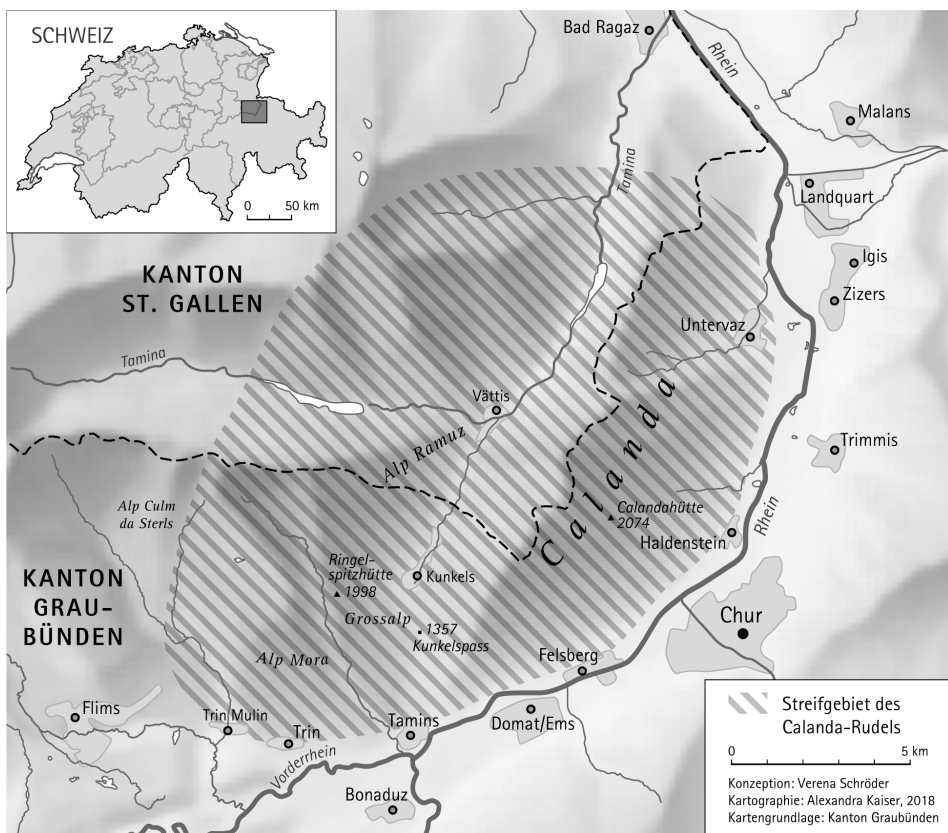 SCHWEIZ
0 50 km
Bad Ragaz
Rhein
Malans
Tamina
Landquart
KANTON
ST. GALLEN
Igis
Zizers
Untervaz
Tamina
Vättis
Alp Ramuz
Calanda
Trimmis
Alp Culm
da Sterls
Calandahütte
2074
Rhein
Haldenstein
KANTON
GRAU-
BÜNDEN
Ringel-
spitzhütte
1998
Kunkels
Grossalp
1357
Kunkelspass
Chur
Alp Mora
Felsberg
Flims
Trin Mulin
Trin
Tamins
Domat/Ems
Vorderrhein
Bonaduz
Streifgebiet des
Calanda-Rudels
0 5 km
Konzeption: Verena Schröder
Kartographie: Alexandra Kaiser, 2018
Kartengrundlage: Kanton Graubünden